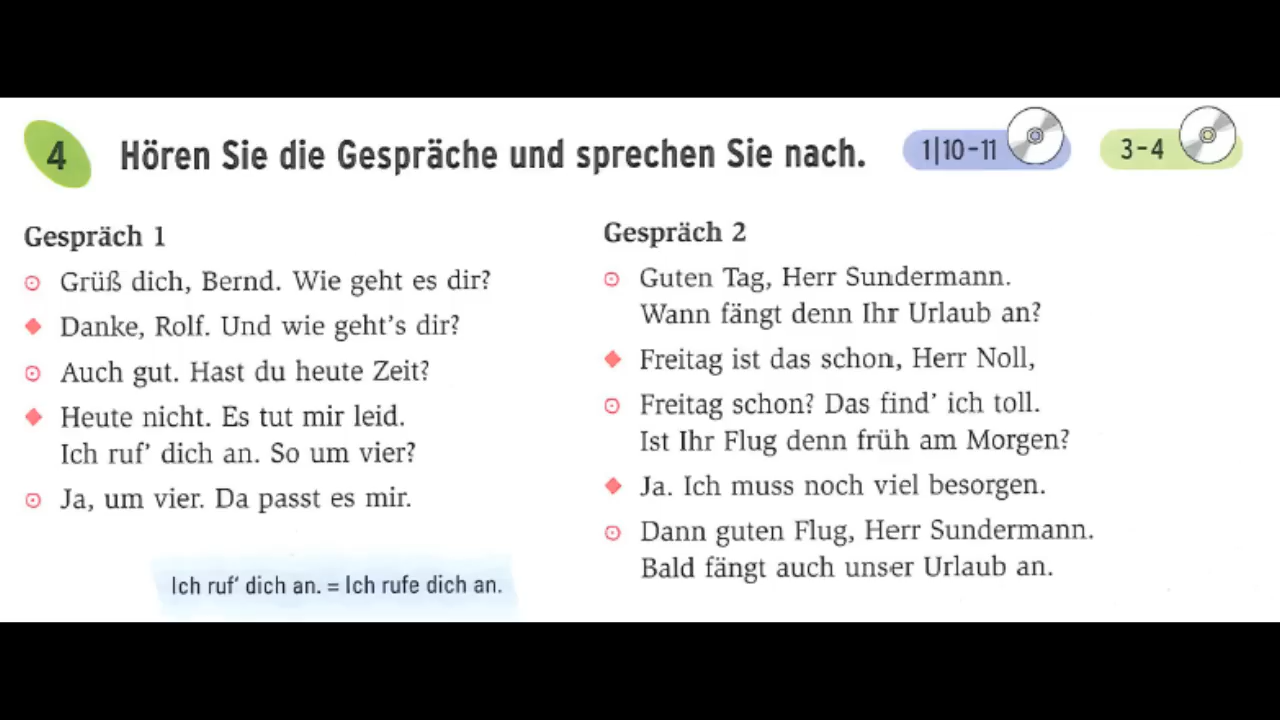 4 Hören Sie die Gespräche und sprechen Sie nach. 1|10-11 3-4
Gespräch 1
Grüß dich, Bernd. Wie geht es dir?
Danke, Rolf. Und wie geht's dir?
Auch gut. Hast du heute Zeit?
Heute nicht. Es tut mir leid.
Ich ruf' dich an. So um vier?
Ja, um vier. Da passt es mir.
Ich ruf' dich an. = Ich rufe dich an.
Gespräch 2
Guten Tag, Herr Sundermann.
Wann fängt denn Ihr Urlaub an?
Freitag ist das schon, Herr Noll,
Freitag schon? Das find' ich toll.
Ist Ihr Flug denn früh am Morgen?
Ja. Ich muss noch viel besorgen.
Dann guten Flug, Herr Sundermann.
Bald fängt auch unser Urlaub an.